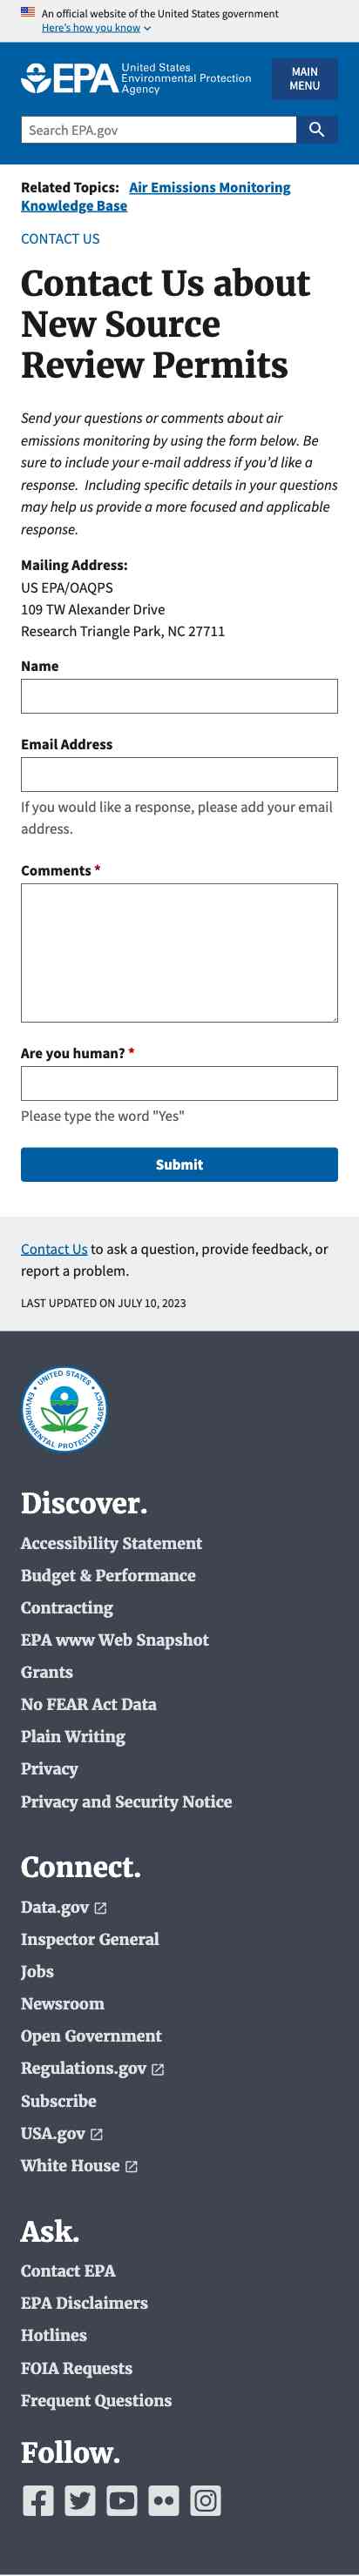 An official website of the United States government
Here's how you know
EPA United States
Environmental Protection
Agency
MAIN
MENU
Search EPA.gov
Related Topics: Air Emissions Monitoring
Knowledge Base
CONTACT US
Contact Us about
New Source
Review Permits
Send your questions or comments about air
emissions monitoring by using the form below. Be
sure to include your e-mail address if you'd like a
response.  Including specific details in your questions
may help us provide a more focused and applicable
response.
Mailing Address:
US EPA/OAQPS
109 TW Alexander Drive
Research Triangle Park, NC 27711
Name
Email Address
If you would like a response, please add your email
address.
Comments *
Are you human? *
Please type the word "Yes"
Submit
Contact Us to ask a question, provide feedback, or
report a problem.
LAST UPDATED ON JULY 10, 2023
UNITED STATES
ENVIRONMENTAL PROTECTION AGENCY
Discover.
Accessibility Statement
Budget & Performance
Contracting
EPA www Web Snapshot
Grants
No FEAR Act Data
Plain Writing
Privacy
Privacy and Security Notice
Connect.
Data.gov
Inspector General
Jobs
Newsroom
Open Government
Regulations.gov
Subscribe
USA.gov
White House
Ask.
Contact EPA
EPA Disclaimers
Hotlines
FOIA Requests
Frequent Questions
Follow.